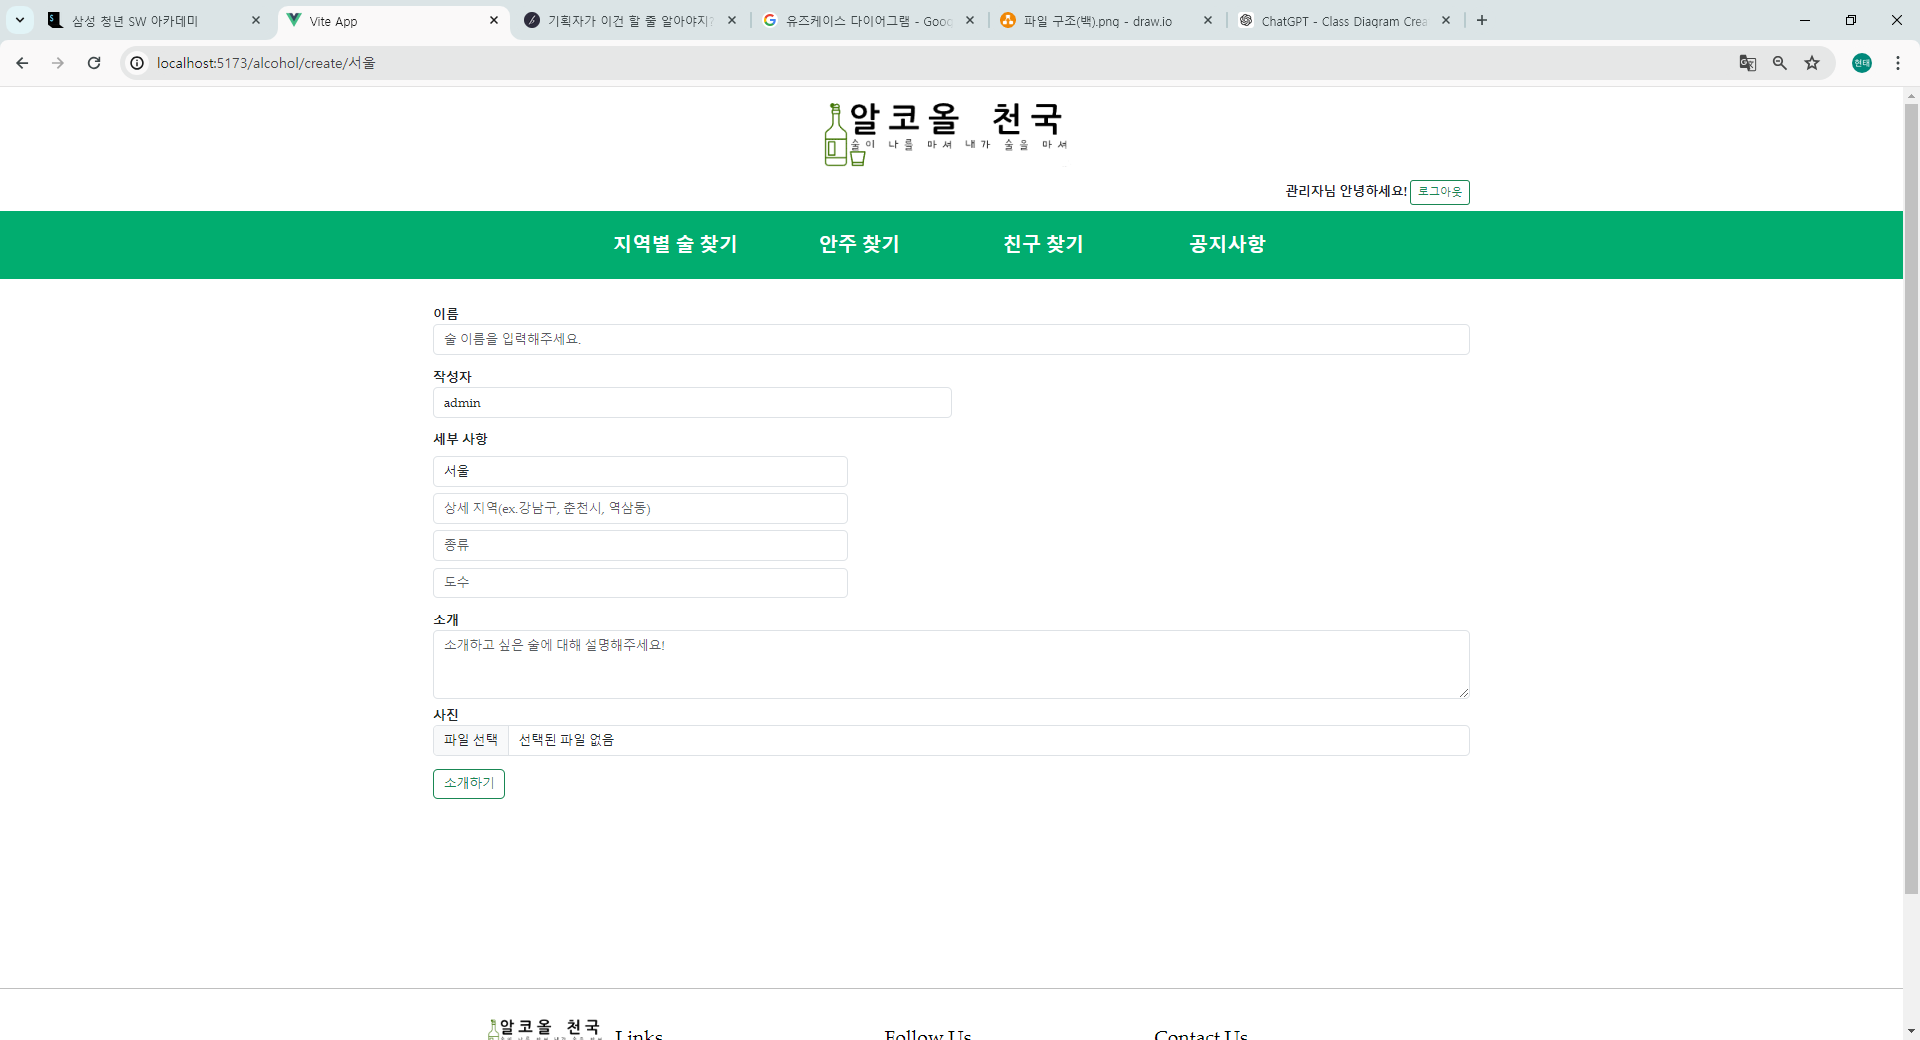 삼성 청년 SW 아카데미
Vite App
기획자가 이건 할 줄 알아야지?
유즈케이스 다이어그램 - Goog
파일 구조(백).png - draw.io
ChatGPT - Class Diagram Crea
localhost:5173/alcohol/create/서울
현태
알코올 천국
술이 나를 마셔 내가 술을 마셔
관리자님 안녕하세요! 로그아웃
지역별 술 찾기 안주 찾기 친구 찾기 공지사항
이름
술 이름을 입력해주세요.
작성자
admin
세부 사항
서울
상세 지역(ex.강남구, 춘천시, 역삼동)
종류
도수
소개
소개하고 싶은 술에 대해 설명해주세요!
사진
파일 선택 선택된 파일 없음
소개하기
알코올 천국 Links Follow Us Contact Us